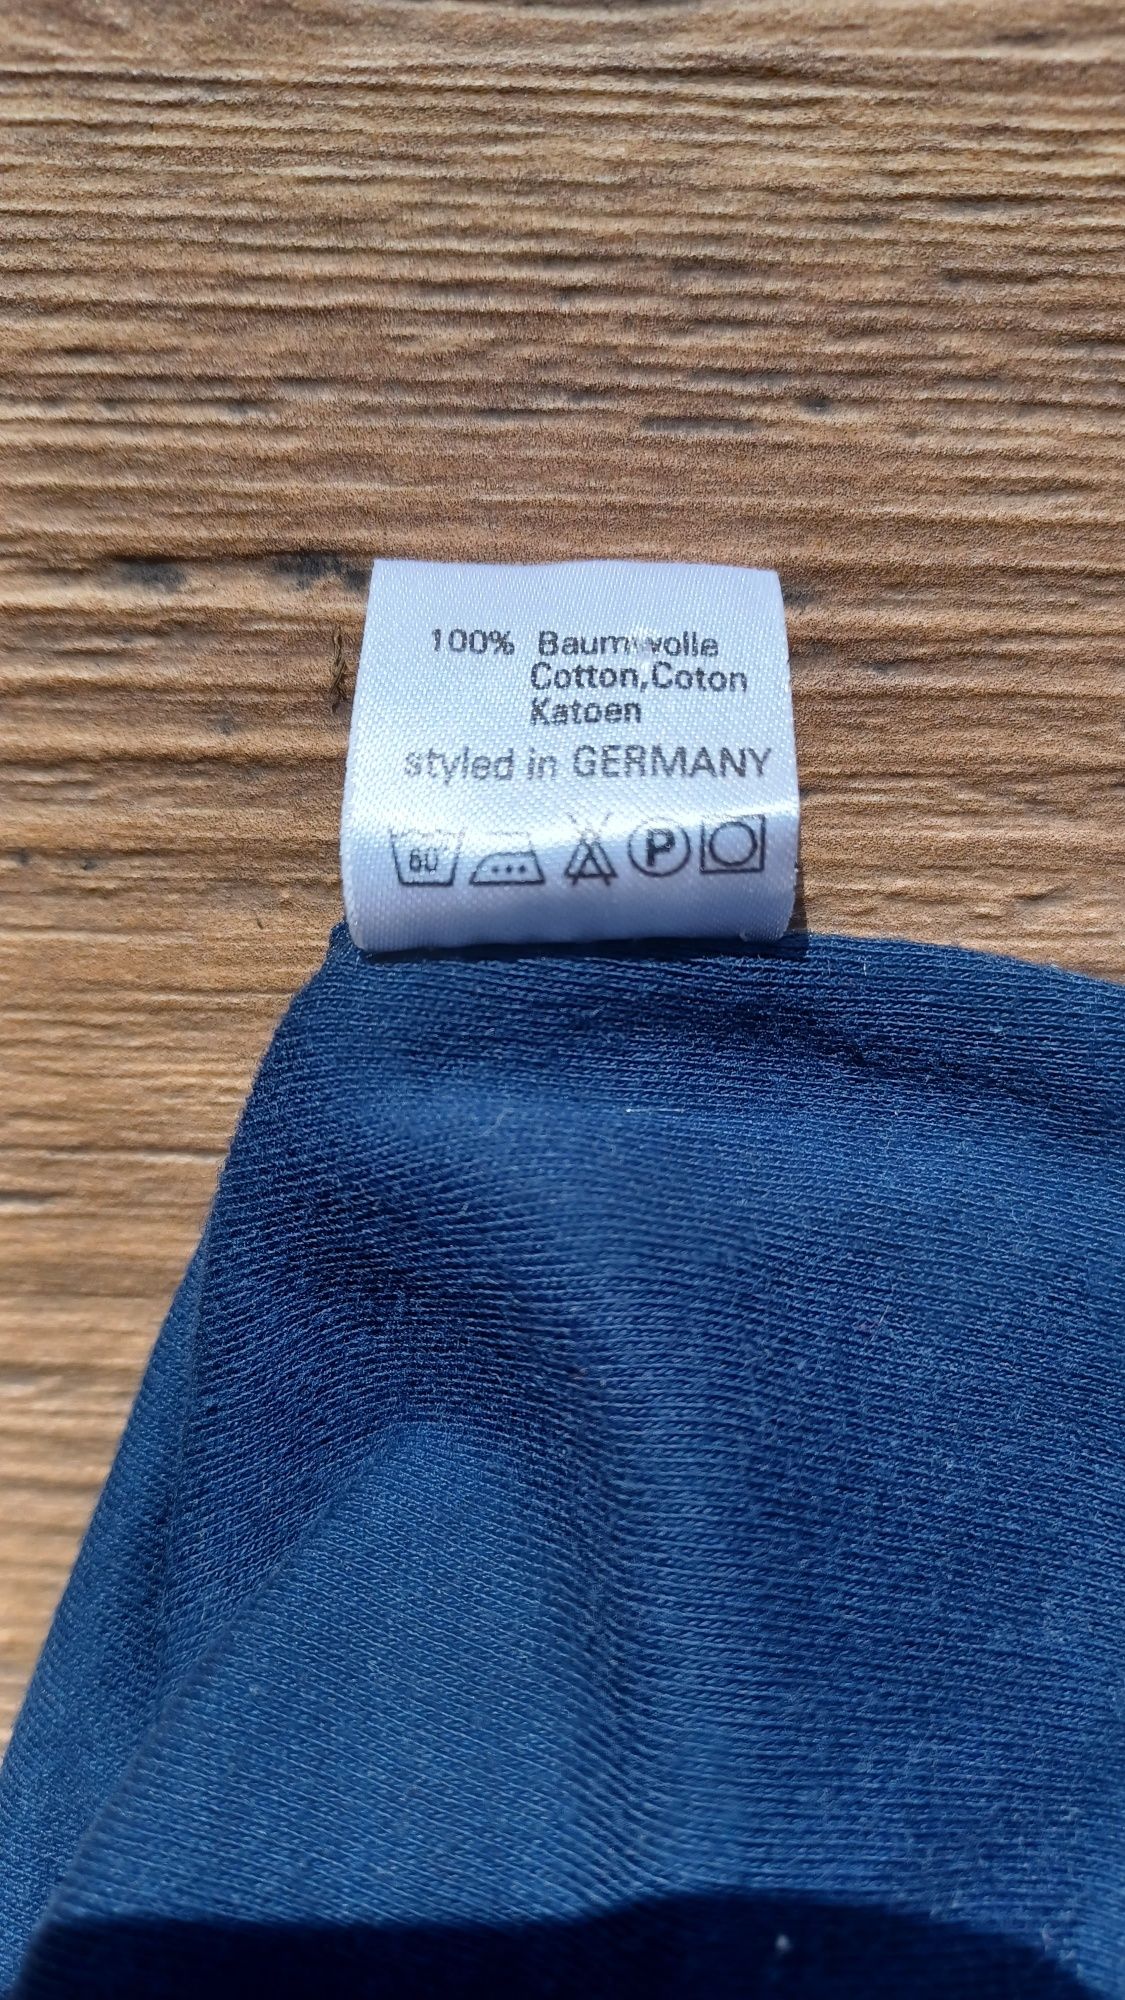 100% Baumwolle
Cotton,Coton
Katoen
styled in GERMANY
60 P